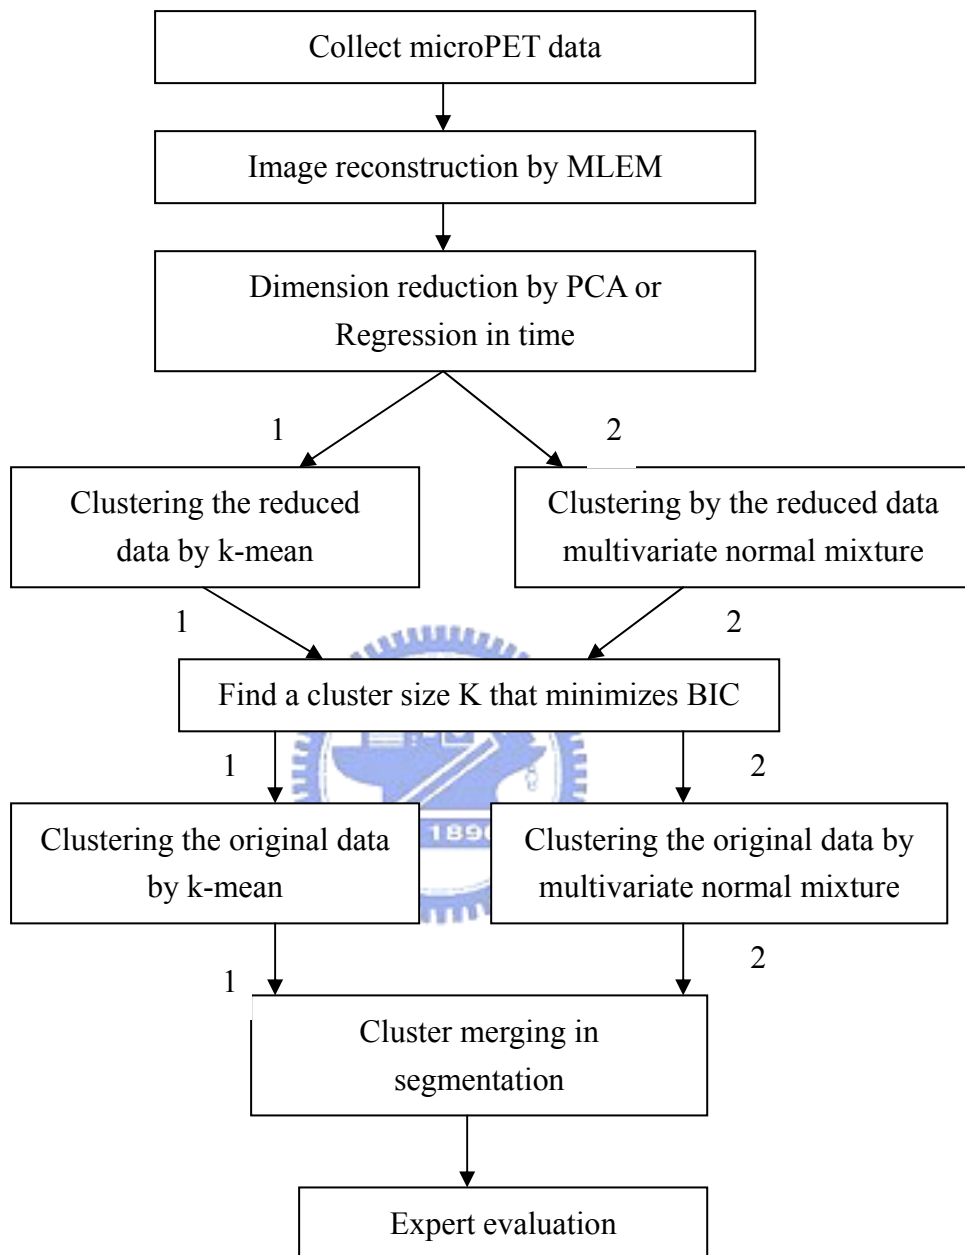 Collect microPET data
Image reconstruction by MLEM
Dimension reduction by PCA or
Regression in time
1
2
Clustering the reduced
data by k-mean
Clustering by the reduced data
multivariate normal mixture
1
2
Find a cluster size K that minimizes BIC
1
2
Clustering the original data
by k-mean
1896
Clustering the original data by
multivariate normal mixture
1
2
Cluster merging in
segmentation
Expert evaluation